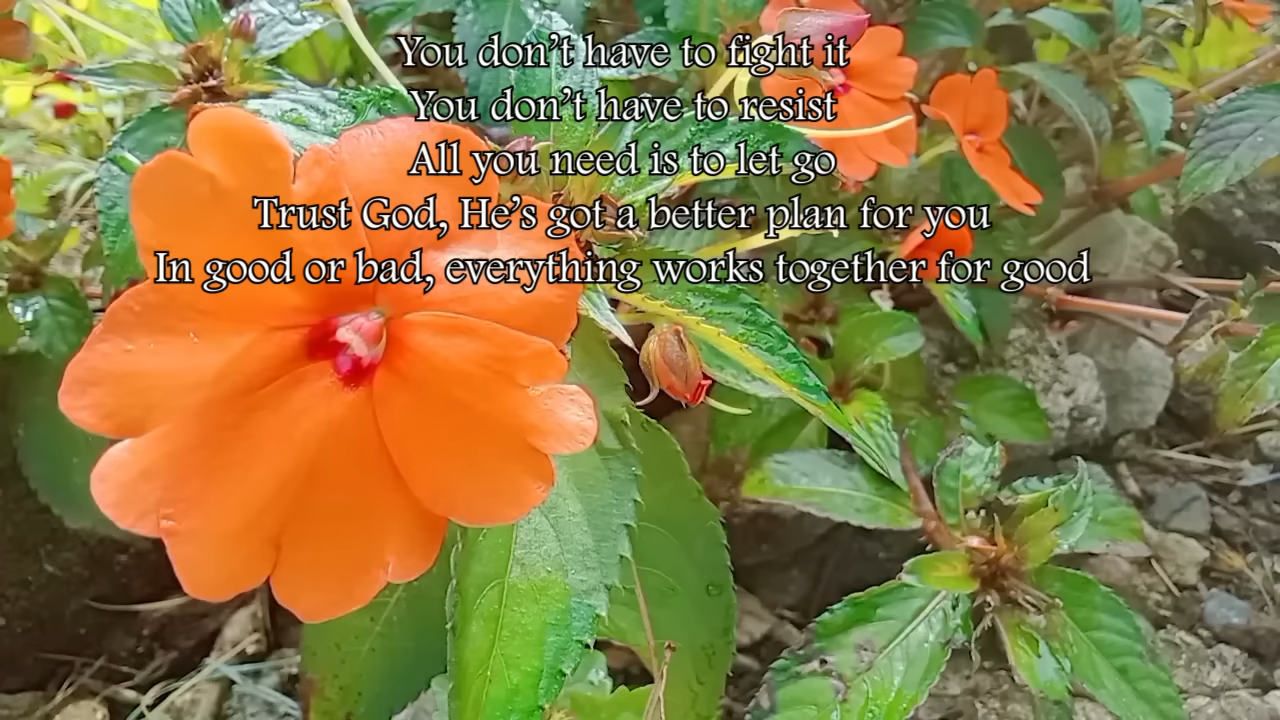 You don't have to fight it
You don't have to resist
All you need is to let go
Trust God, He's got a better plan for you
In good or bad, everything works together for good